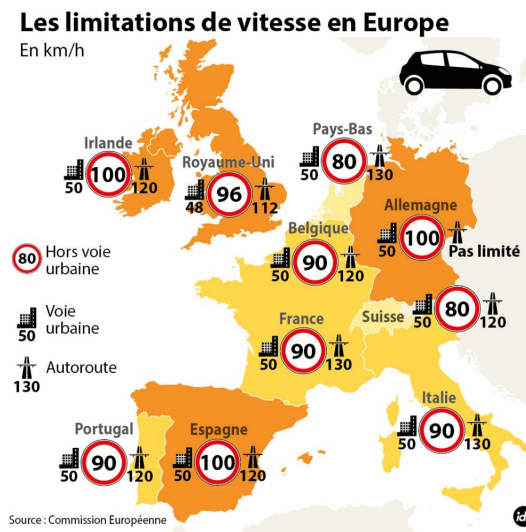 Les limitations de vitesse en Europe
En km/h
Irlande
50 100 120
Royaume-Uni
48 96 112
Pays-Bas
50 80 130
Allemagne
50 100 Pas limité
Belgique
50 90 120
80 Hors voie
urbaine
50 Voie
urbaine
130 Autoroute
Suisse
50 80 120
France
50 90 130
Italie
50 90 130
Portugal
50 90 120
Espagne
50 100 120
Source : Commission Européenne